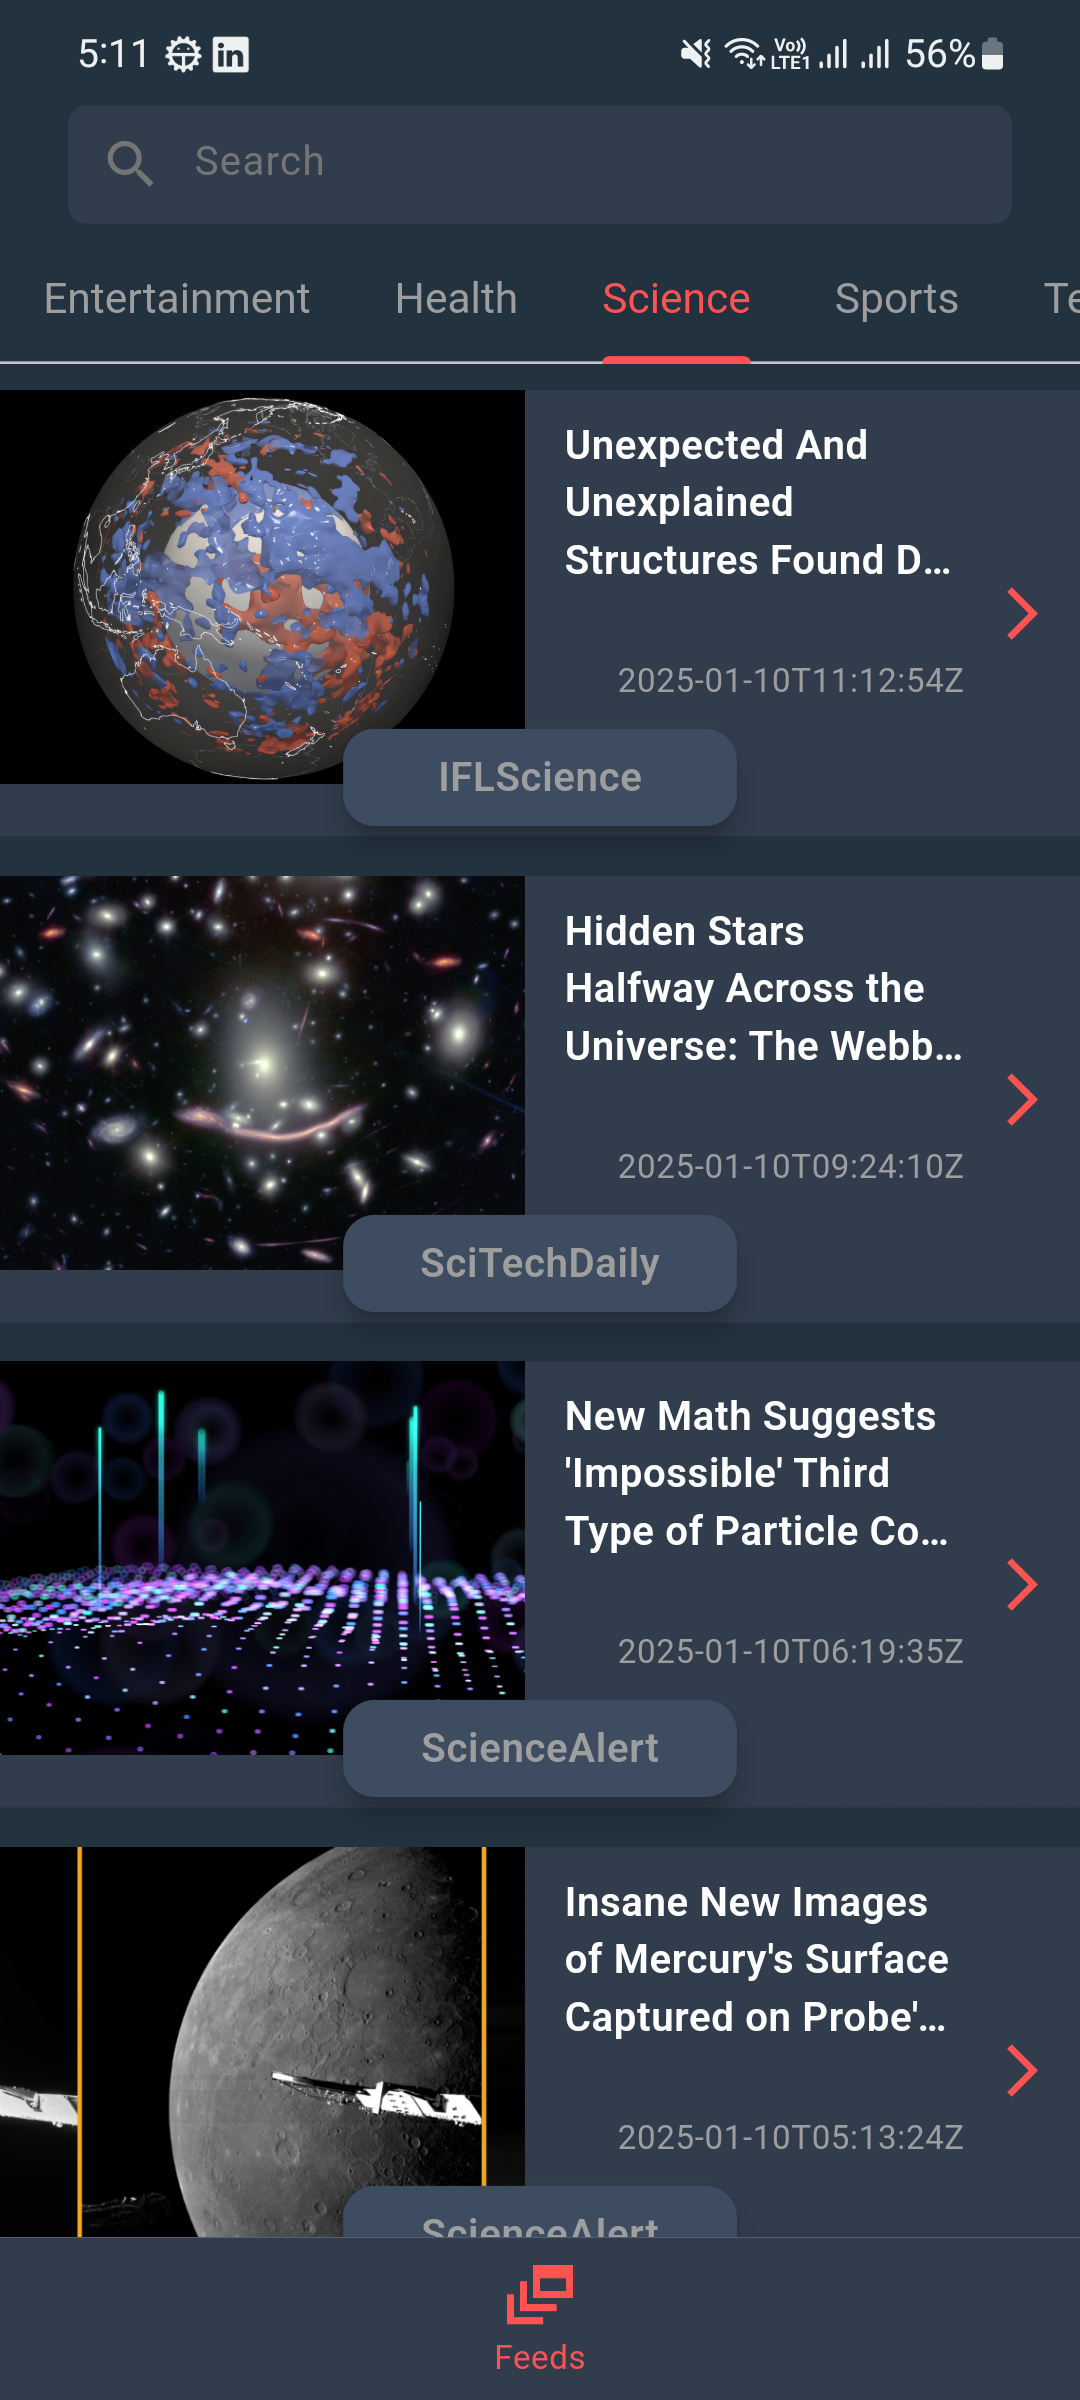 5:11
Vo)) LTE1 56%
Search
Entertainment Health Science Sports Te
Unexpected And
Unexplained
Structures Found D...
2025-01-10T11:12:54Z
IFLScience
Hidden Stars
Halfway Across the
Universe: The Webb...
2025-01-10T09:24:10Z
SciTechDaily
New Math Suggests
'Impossible' Third
Type of Particle Co...
2025-01-10T06:19:35Z
ScienceAlert
Insane New Images
of Mercury's Surface
Captured on Probe'...
2025-01-10T05:13:24Z
ScienceAlert
Feeds